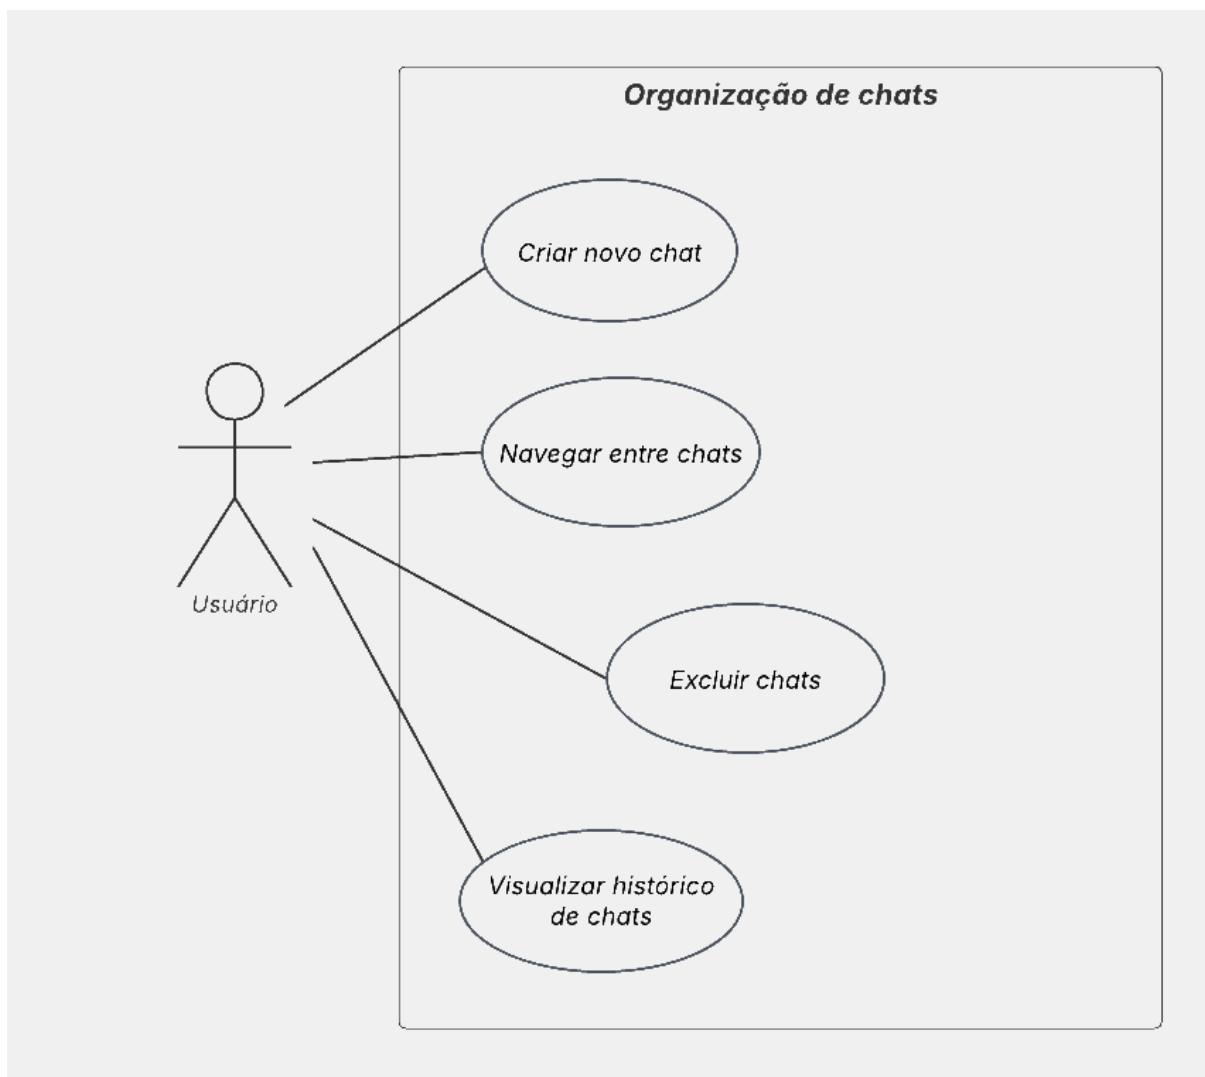 Organização de chats
Criar novo chat
Navegar entre chats
Excluir chats
Usuário
Visualizar histórico
de chats